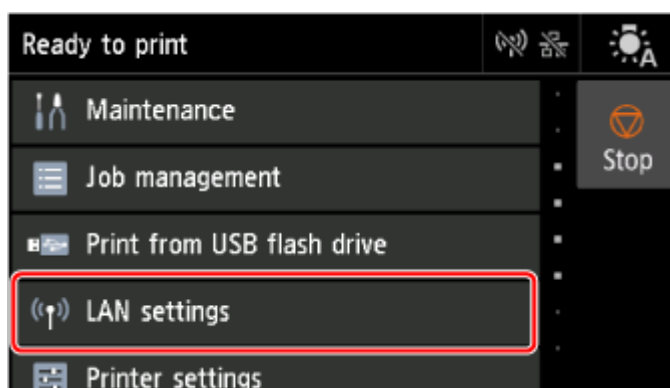 Ready to print
A
Maintenance
Stop
Job management
Print from USB flash drive
LAN settings
Printer settings